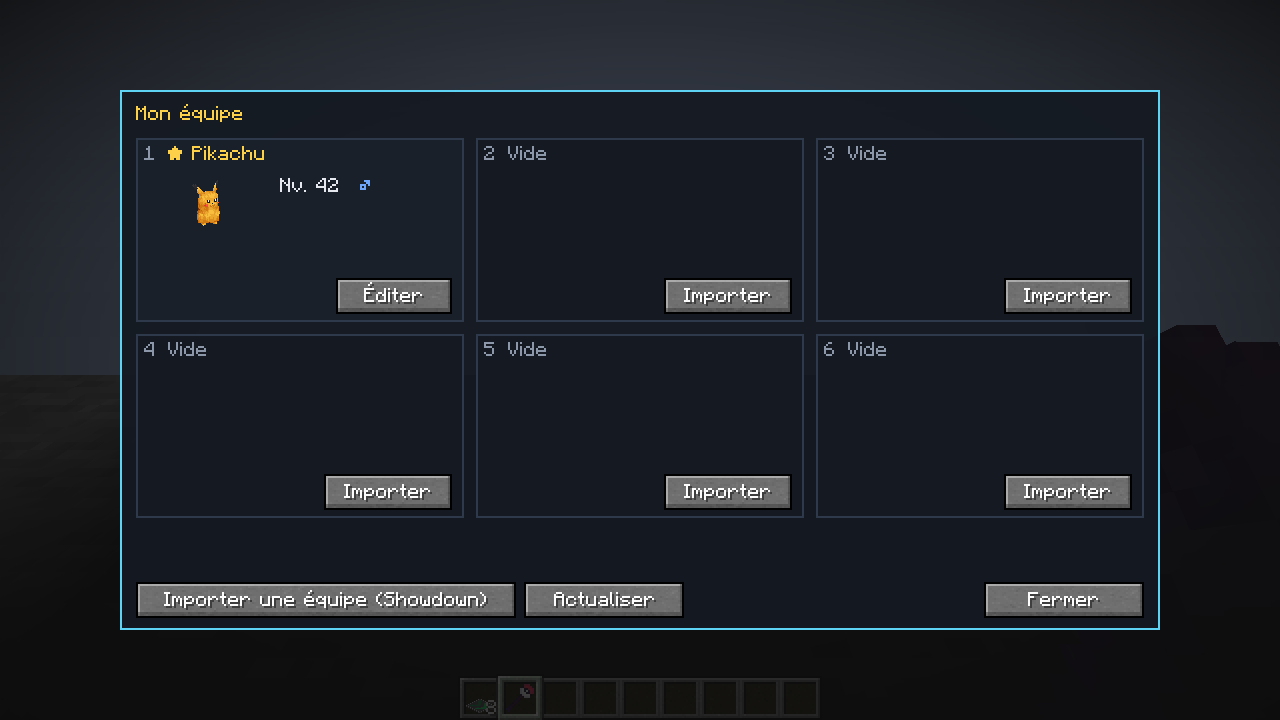 Mon équipe
1 ★ Pikachu
Nv. 42 ♂
Éditer
2 Vide
Importer
3 Vide
Importer
4 Vide
Importer
5 Vide
Importer
6 Vide
Importer
Importer une équipe (Showdown)
Actualiser
Fermer
8